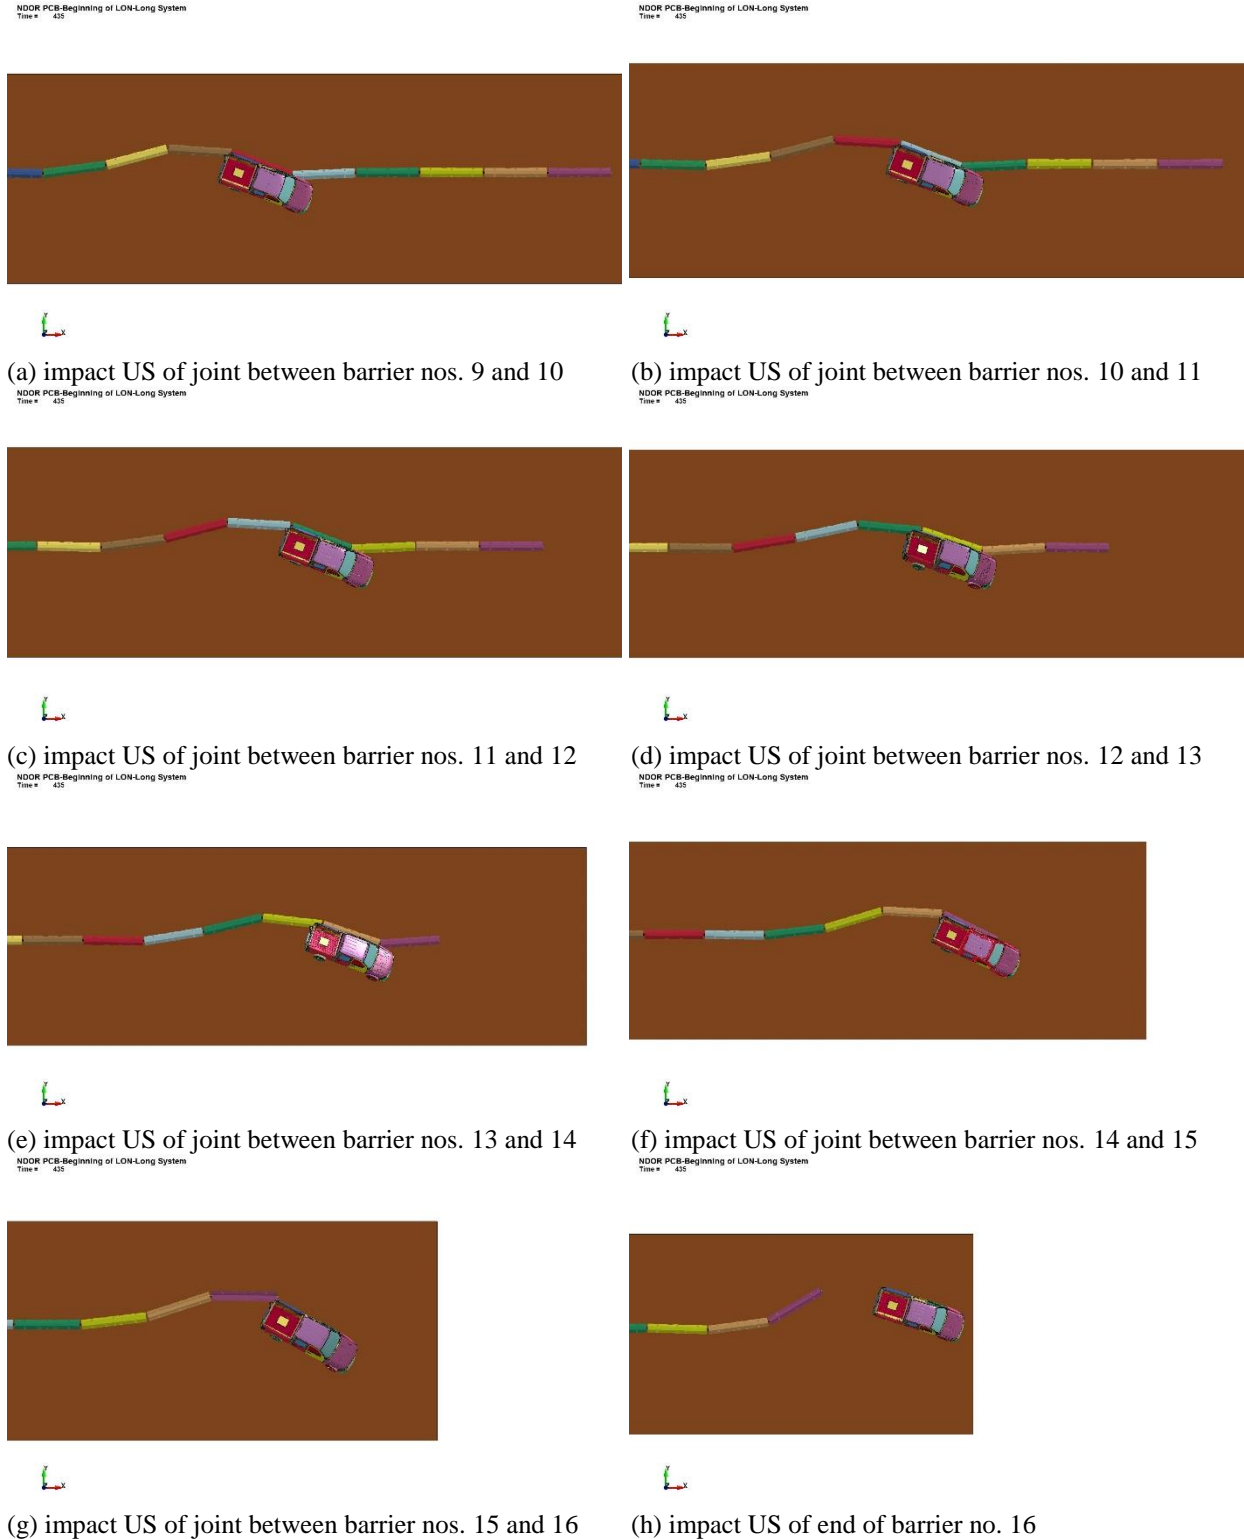 NDOR PCB-Beginning of LON-Long System
Time = 435
NDOR PCB-Beginning of LON-Long System
Time = 435
(a) impact US of joint between barrier nos. 9 and 10
(b) impact US of joint between barrier nos. 10 and 11
NDOR PCB-Beginning of LON-Long System
Time = 435
NDOR PCB-Beginning of LON-Long System
Time = 435
(c) impact US of joint between barrier nos. 11 and 12
(d) impact US of joint between barrier nos. 12 and 13
NDOR PCB-Beginning of LON-Long System
Time = 435
NDOR PCB-Beginning of LON-Long System
Time = 435
(e) impact US of joint between barrier nos. 13 and 14
(f) impact US of joint between barrier nos. 14 and 15
NDOR PCB-Beginning of LON-Long System
Time = 435
NDOR PCB-Beginning of LON-Long System
Time = 435
(g) impact US of joint between barrier nos. 15 and 16
(h) impact US of end of barrier no. 16